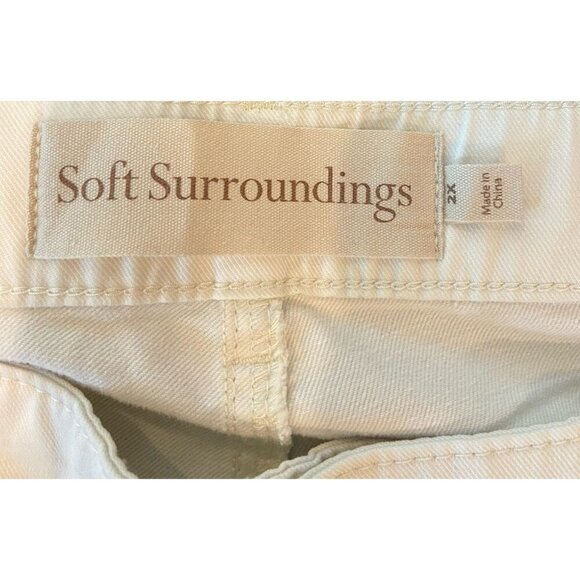 Soft Surroundings
2X
Made in
China